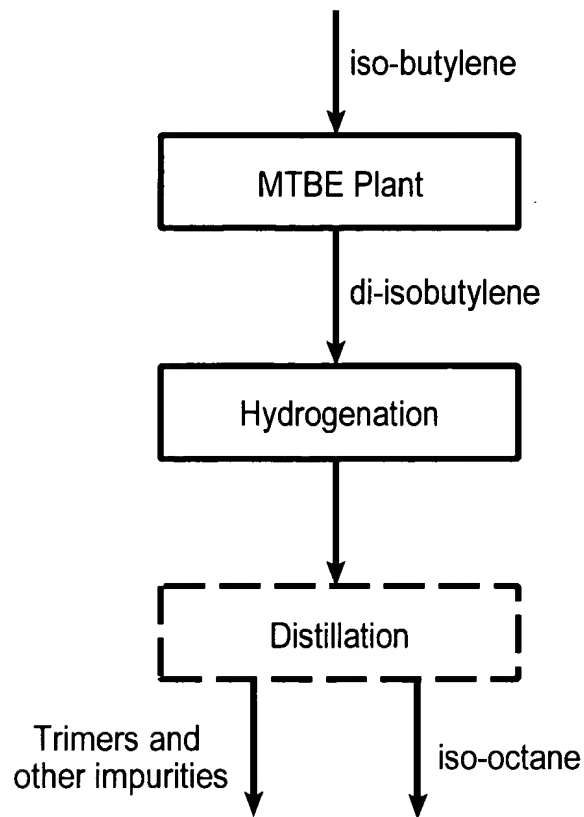 iso-butylene
MTBE Plant
di-isobutylene
Hydrogenation
Distillation
Trimers and
other impurities
iso-octane